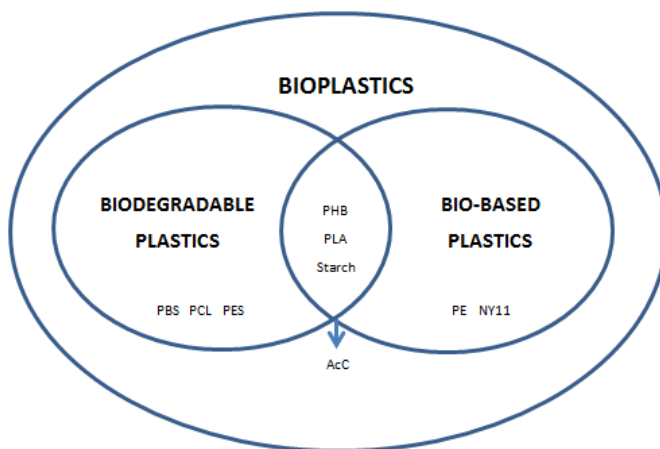 BIOPLASTICS
BIODEGRADABLE
PLASTICS
PBS PCL PES
PHB
PLA
Starch
BIO-BASED
PLASTICS
PE NY11
AcC